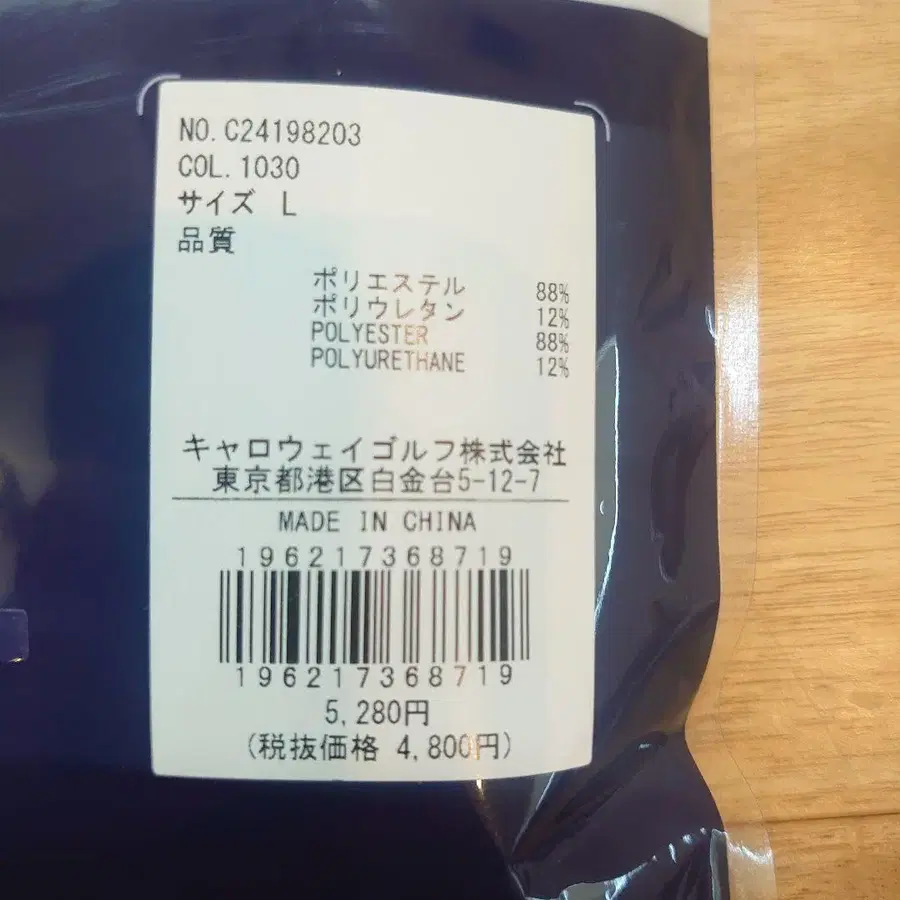 NO.C24198203
COL.1030
サイズ L
品質
ポリエステル 88%
ポリウレタン 12%
POLYESTER 88%
POLYURETHANE 12%
キャロウェイゴルフ株式会社
東京都港区白金台5-12-7
MADE IN CHINA
196217368719
196217368719
5,280円
(税抜価格 4,800円)